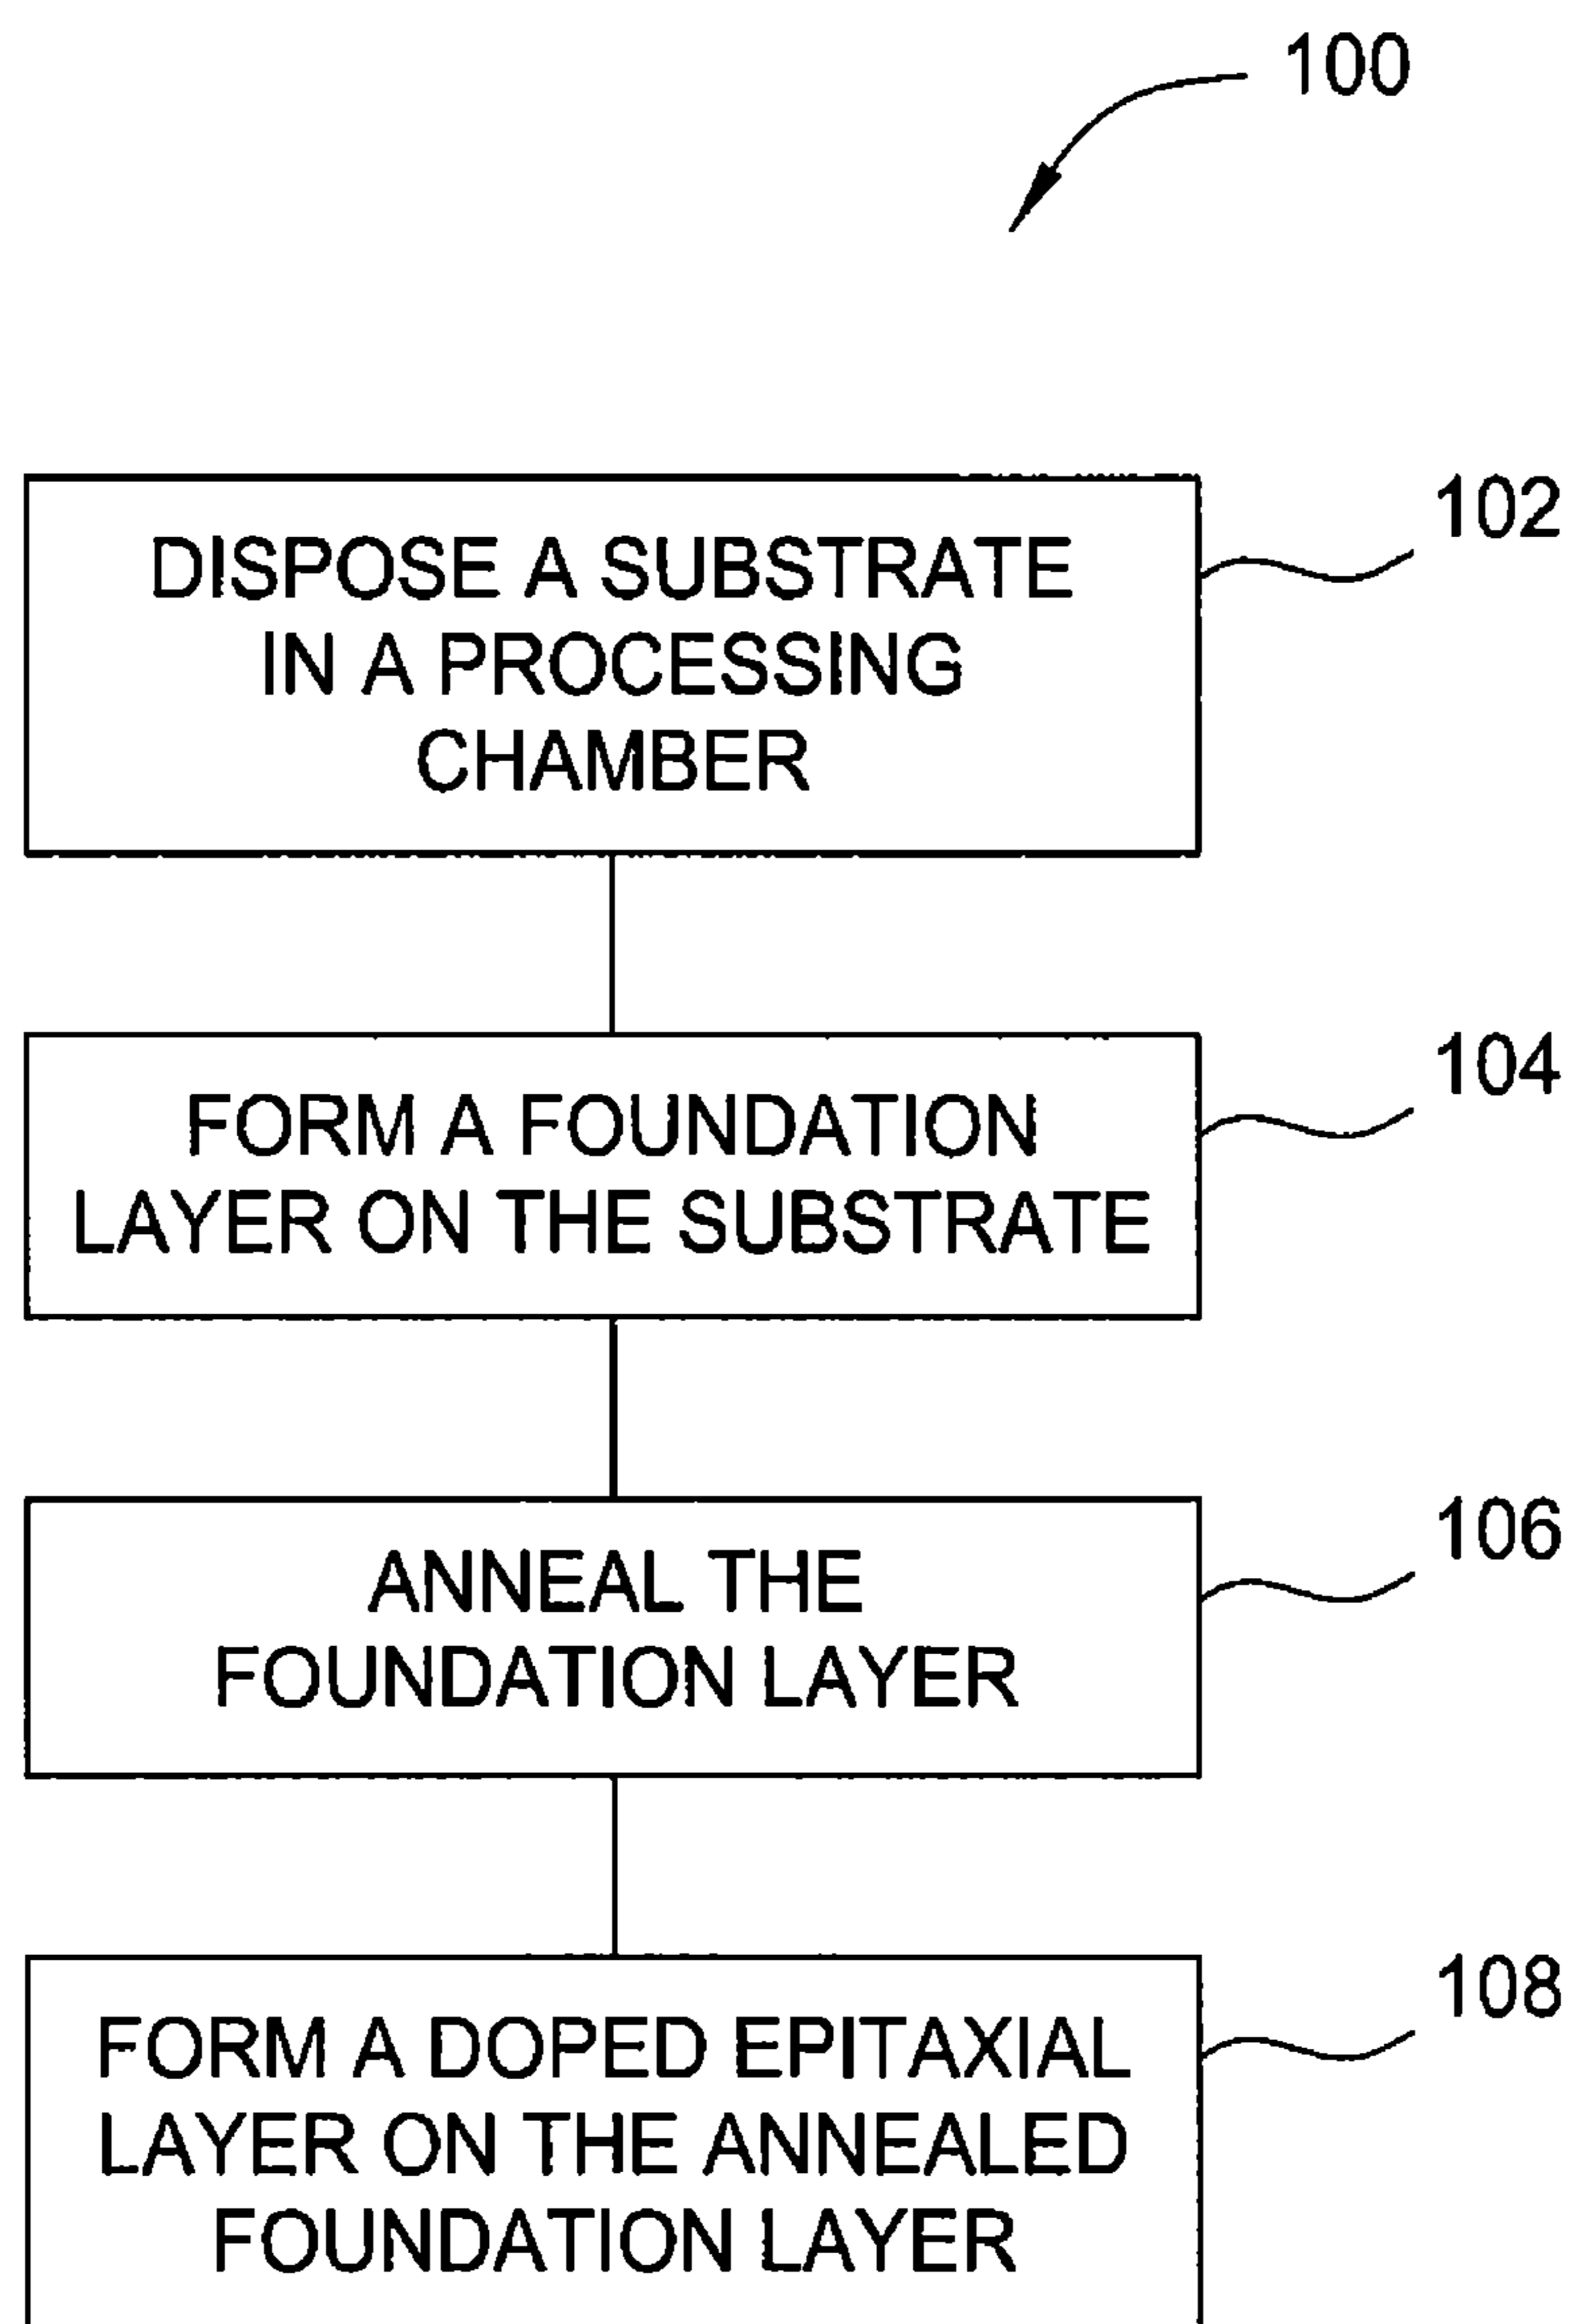 100
DISPOSE A SUBSTRATE
IN A PROCESSING
CHAMBER
102
FORM A FOUNDATION
LAYER ON THE SUBSTRATE
104
ANNEAL THE
FOUNDATION LAYER
106
FORM A DOPED EPITAXIAL
LAYER ON THE ANNEALED
FOUNDATION LAYER
108